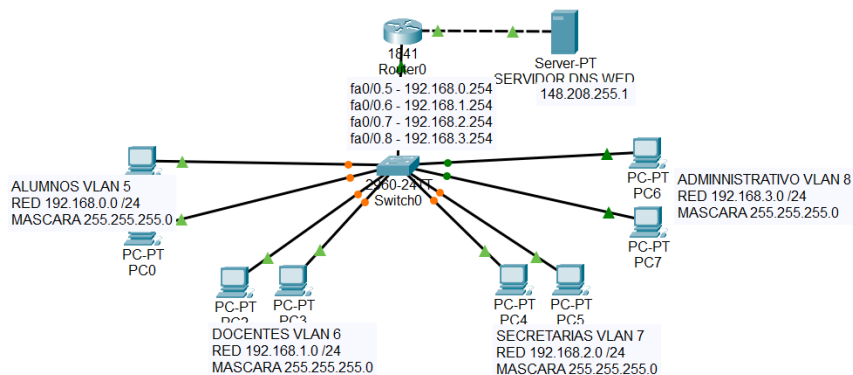 1841
Router0
Server-PT
SERVIDOR DNS WED
148.208.255.1
fa0/0.5 - 192.168.0.254
fa0/0.6 - 192.168.1.254
fa0/0.7 - 192.168.2.254
fa0/0.8 - 192.168.3.254
2960-24TT
Switch0
ALUMNOS VLAN 5
RED 192.168.0.0 /24
MASCARA 255.255.255.0
PC-PT
PC0
PC-PT
PC2
PC-PT
PC3
DOCENTES VLAN 6
RED 192.168.1.0 /24
MASCARA 255.255.255.0
PC-PT
PC4
PC-PT
PC5
SECRETARIAS VLAN 7
RED 192.168.2.0 /24
MASCARA 255.255.255.0
PC-PT
PC6
PC-PT
PC7
ADMINNISTRATIVO VLAN 8
RED 192.168.3.0 /24
MASCARA 255.255.255.0